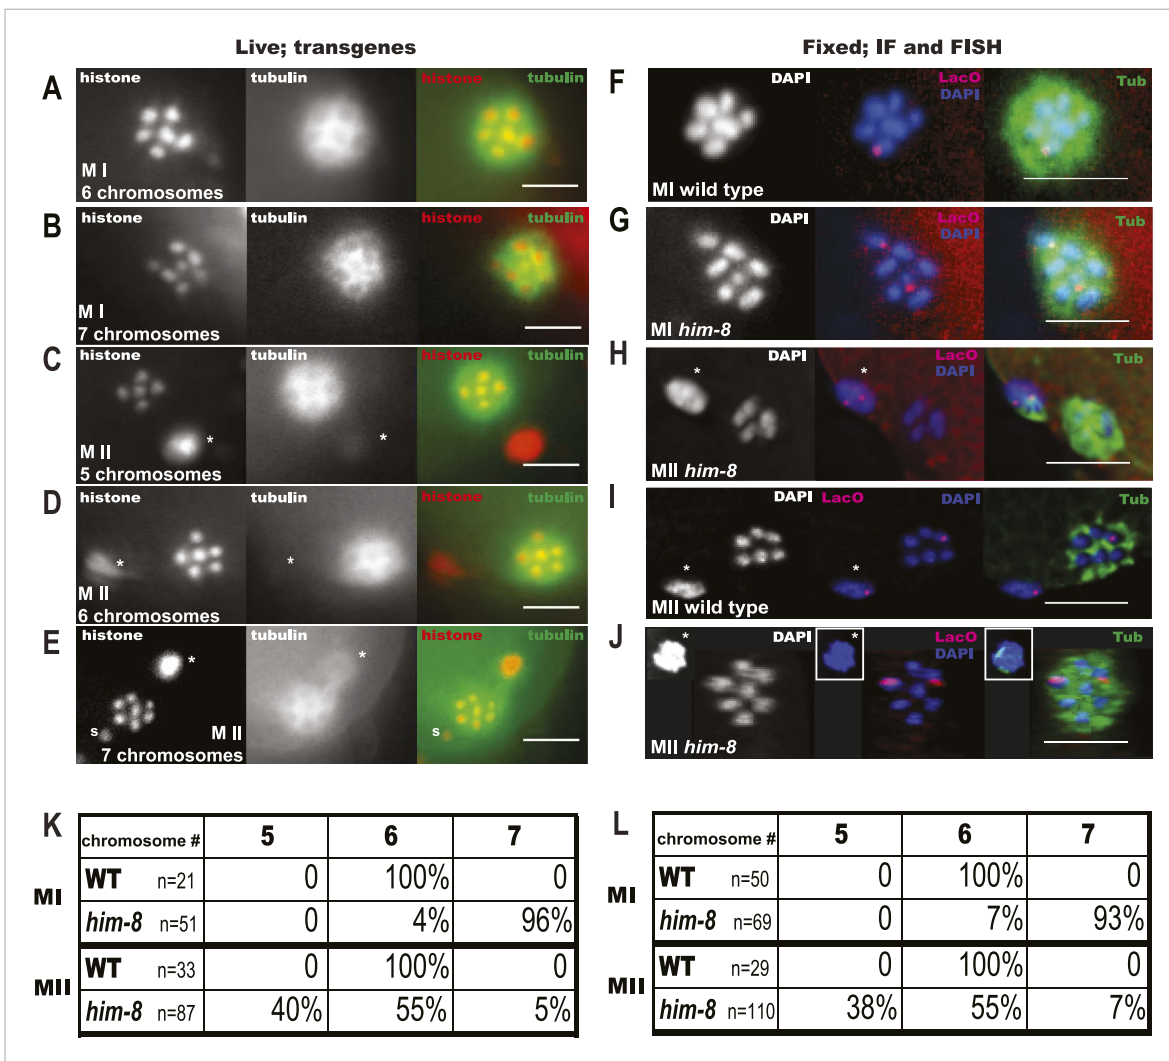 Live; transgenes
A
histone tubulin histone tubulin
M I
6 chromosomes
B
histone tubulin histone tubulin
M I
7 chromosomes
C
histone tubulin histone tubulin
*
*
M II
5 chromosomes
D
histone tubulin histone tubulin
*
*
M II
6 chromosomes
E
histone tubulin histone tubulin
*
*
s
s
M II
7 chromosomes
Fixed; IF and FISH
F
DAPI LacO Tub
DAPI
MI wild type
G
DAPI LacO Tub
DAPI
MI him-8
H
DAPI LacO Tub
* * DAPI
MII him-8
I
DAPI LacO DAPI Tub
* *
MII wild type
J
* DAPI * LacO Tub
DAPI
MII him-8
K
chromosome # 5 6 7
MI
WT n=21 0 100% 0
him-8 n=51 0 4% 96%
MII
WT n=33 0 100% 0
him-8 n=87 40% 55% 5%
L
chromosome # 5 6 7
MI
WT n=50 0 100% 0
him-8 n=69 0 7% 93%
MII
WT n=29 0 100% 0
him-8 n=110 38% 55% 7%